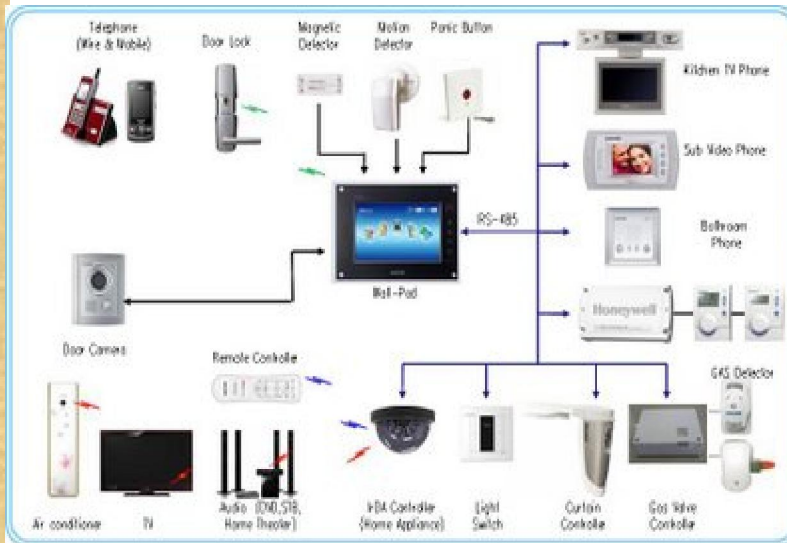 Telephone
(Wire & Mobile)
Door Lock
Magnetic
Detector
Motion
Detector
Panic Button
Kitchen TV Phone
Sub Video Phone
RS-485
Bathroom
Phone
Wall-Pad
Honeywell
Door Camera
Remote Controller
GAS Detector
Air conditioner
TV
Audio (DVD,STB,
Home Theater)
IrDA Controller
(Home Appliance)
Light
Switch
Curtain
Controller
Gas Valve
Controller